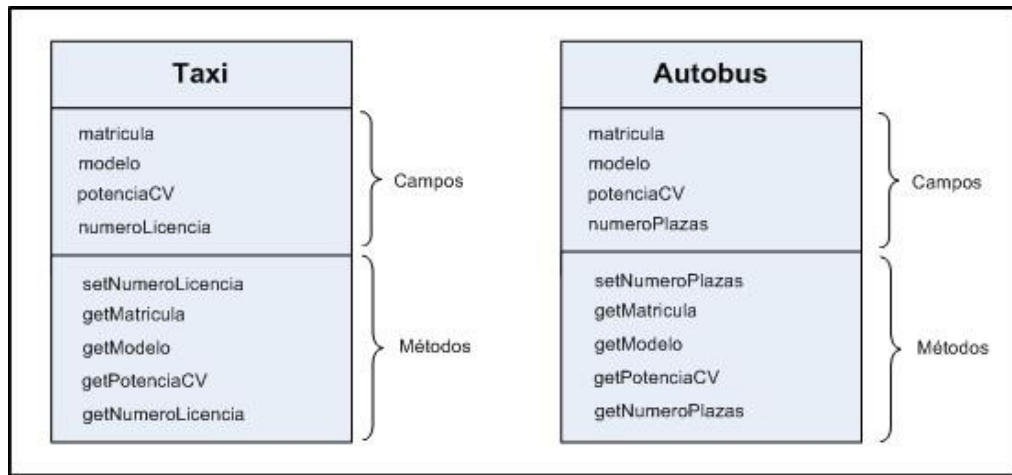 Taxi
matricula
modelo
potenciaCV
numeroLicencia
Campos
setNumeroLicencia
getMatricula
getModelo
getPotenciaCV
getNumeroLicencia
Métodos
Autobus
matricula
modelo
potenciaCV
numeroPlazas
Campos
setNumeroPlazas
getMatricula
getModelo
getPotenciaCV
getNumeroPlazas
Métodos